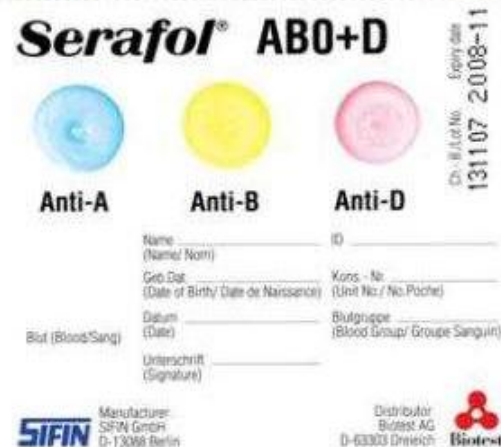 Serafol® AB0+D
Ch.-B./Lot No. Expiry date
131107 2008-11
Anti-A Anti-B Anti-D
Name ID
(Name/ Nom)
Geb.Dat. Kons. - Nr.
(Date of Birth/ Date de Naissance) (Unit No./ No.Poche)
Datum Blutgruppe
(Date) (Blood Group/ Groupe Sanguin)
Blut (Blood/Sang)
Unterschrift
(Signature)
SIFIN
Manufacturer
SIFIN GmbH
D-13088 Berlin
Distributor
Biotest AG
D-63303 Dreieich
Biotest